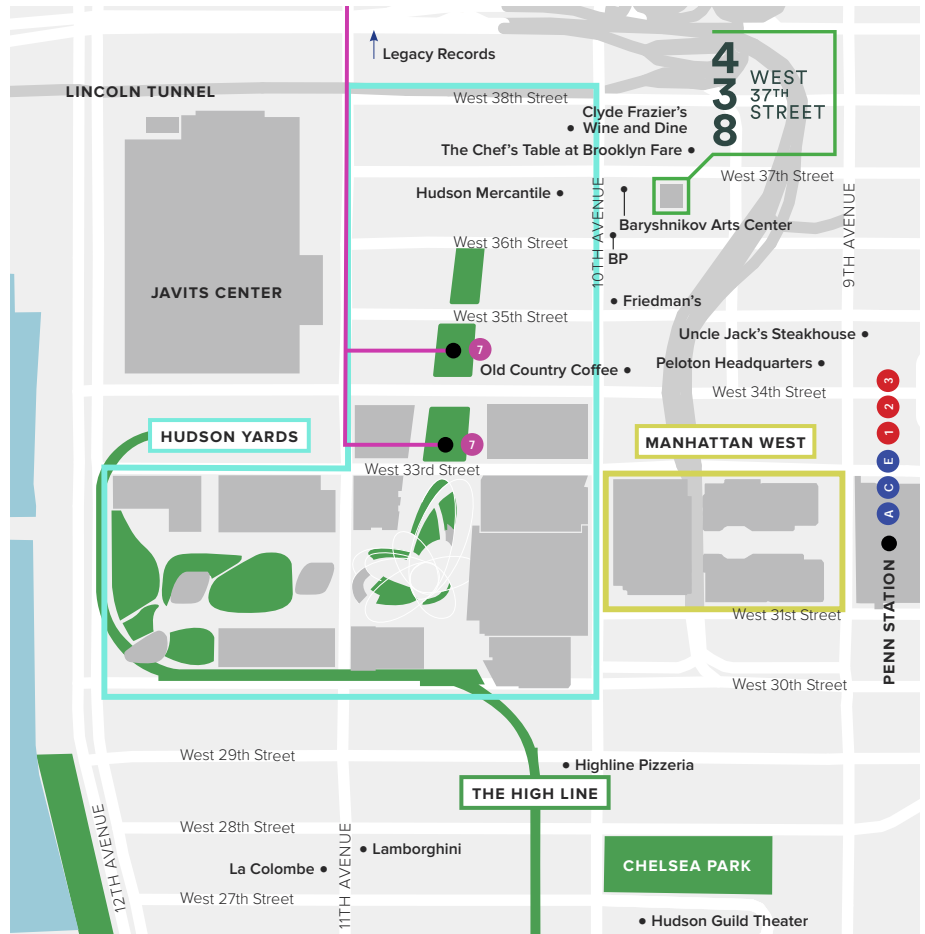 Legacy Records
4
3
8
WEST
37TH
STREET
LINCOLN TUNNEL
West 38th Street
Clyde Frazier's
Wine and Dine
The Chef's Table at Brooklyn Fare
West 37th Street
Hudson Mercantile
10TH AVENUE
9TH AVENUE
Baryshnikov Arts Center
West 36th Street
BP
JAVITS CENTER
Friedman's
West 35th Street
Uncle Jack's Steakhouse
7
Old Country Coffee
Peloton Headquarters
West 34th Street
3
2
1
E
C
A
PENN STATION
HUDSON YARDS
7
MANHATTAN WEST
West 33rd Street
West 31st Street
West 30th Street
West 29th Street
Highline Pizzeria
THE HIGH LINE
12TH AVENUE
West 28th Street
11TH AVENUE
Lamborghini
La Colombe
CHELSEA PARK
West 27th Street
Hudson Guild Theater